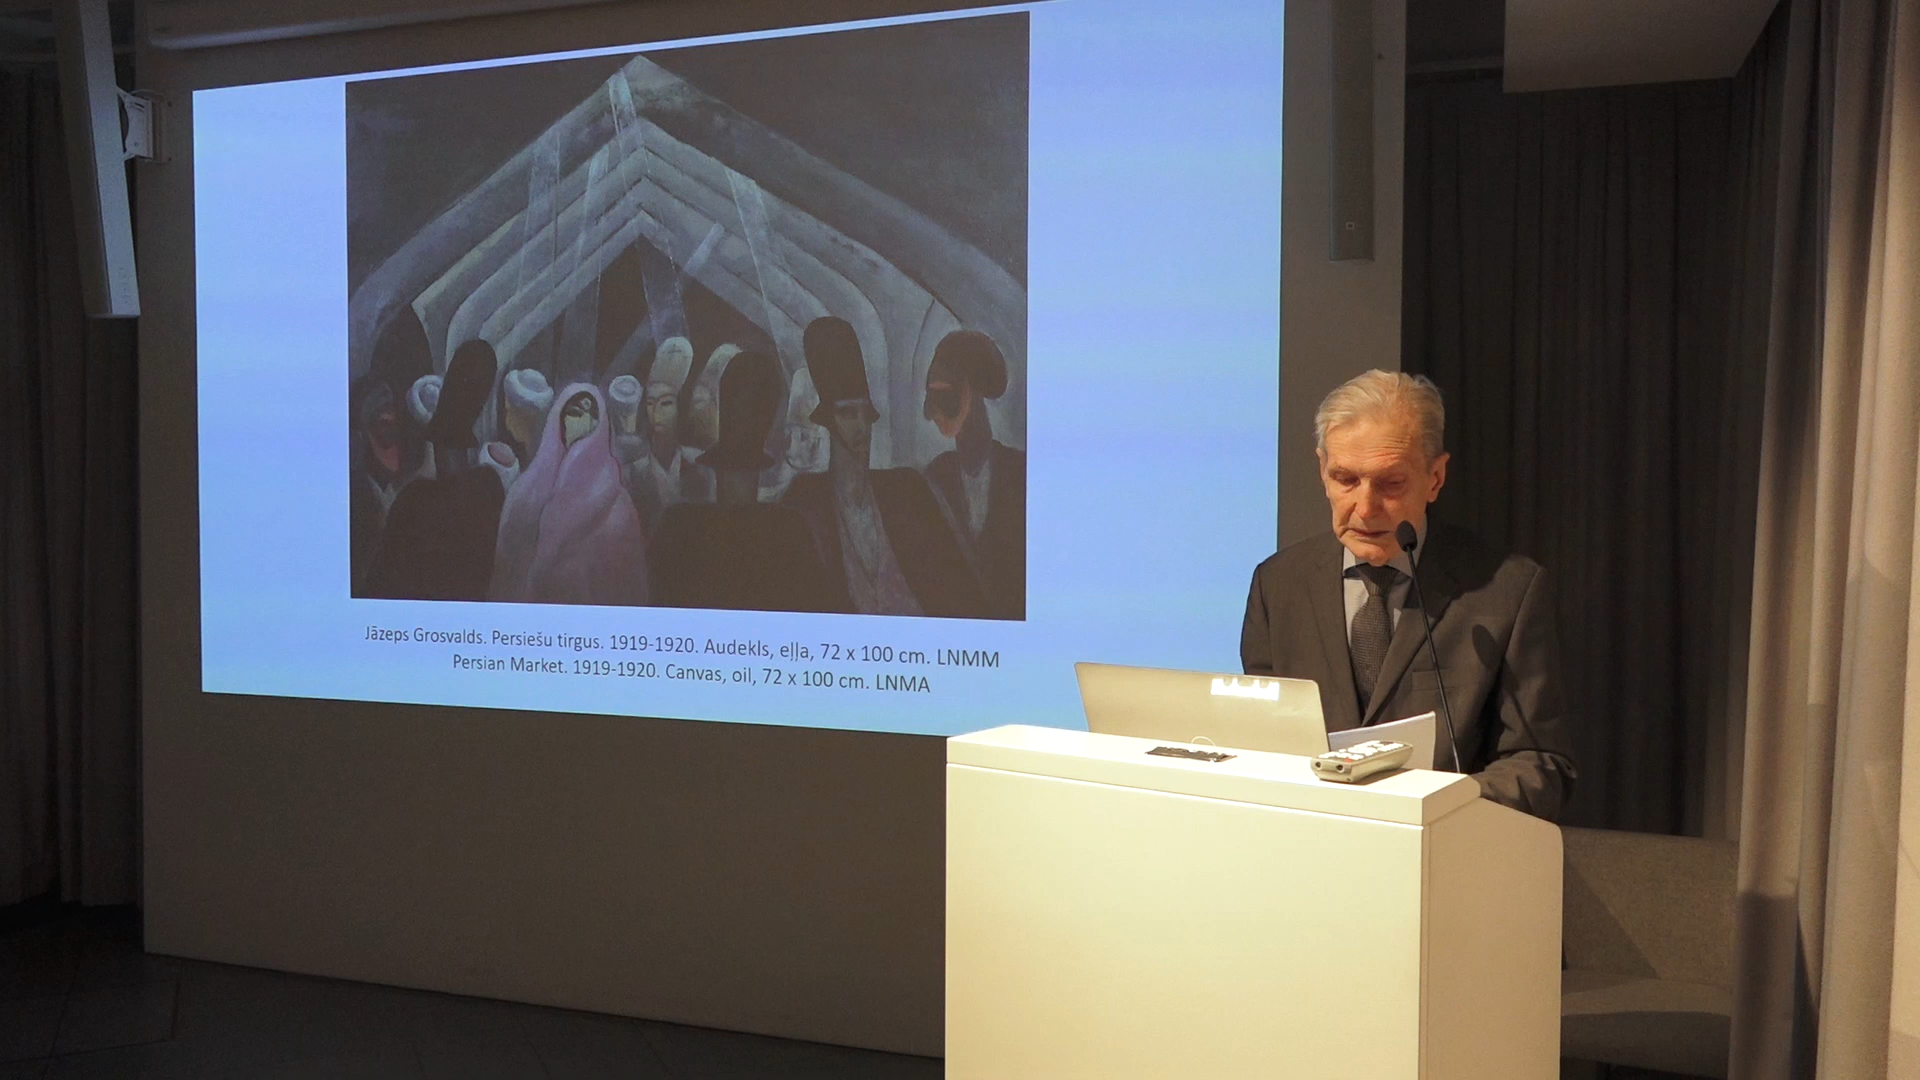 Jāzeps Grosvalds. Persiešu tirgus. 1919-1920. Audekls, eļļa, 72 x 100 cm. LNMM
Persian Market. 1919-1920. Canvas, oil, 72 x 100 cm. LNMA